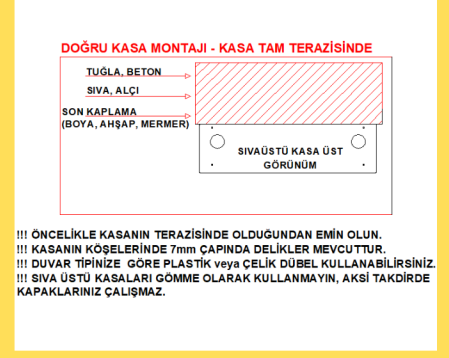 DOĞRU KASA MONTAJI - KASA TAM TERAZİSİNDE
TUĞLA, BETON
SIVA, ALÇI
SON KAPLAMA
(BOYA, AHŞAP, MERMER)
SIVAÜSTÜ KASA ÜST
GÖRÜNÜM
!!! ÖNCELİKLE KASANIN TERAZİSİNDE OLDUĞUNDAN EMİN OLUN.
!!! KASANIN KÖŞELERİNDE 7mm ÇAPINDA DELİKLER MEVCUTTUR.
!!! DUVAR TİPİNİZE GÖRE PLASTİK veya ÇELİK DÜBEL KULLANABİLİRSİNİZ.
!!! SIVA ÜSTÜ KASALARI GÖMME OLARAK KULLANMAYIN, AKSİ TAKDİRDE
KAPAKLARINIZ ÇALIŞMAZ.